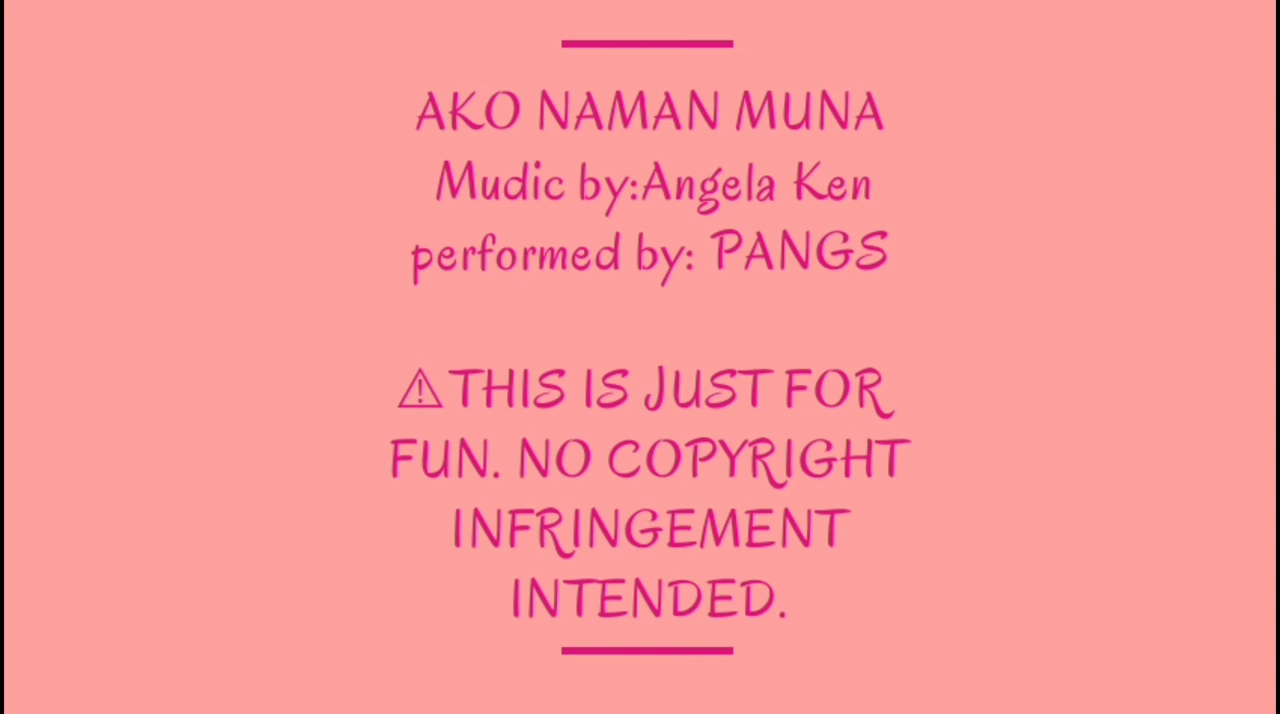 AKO NAMAN MUNA
Mudic by:Angela Ken
performed by: PANGS
⚠THIS IS JUST FOR
FUN. NO COPYRIGHT
INFRINGEMENT
INTENDED.